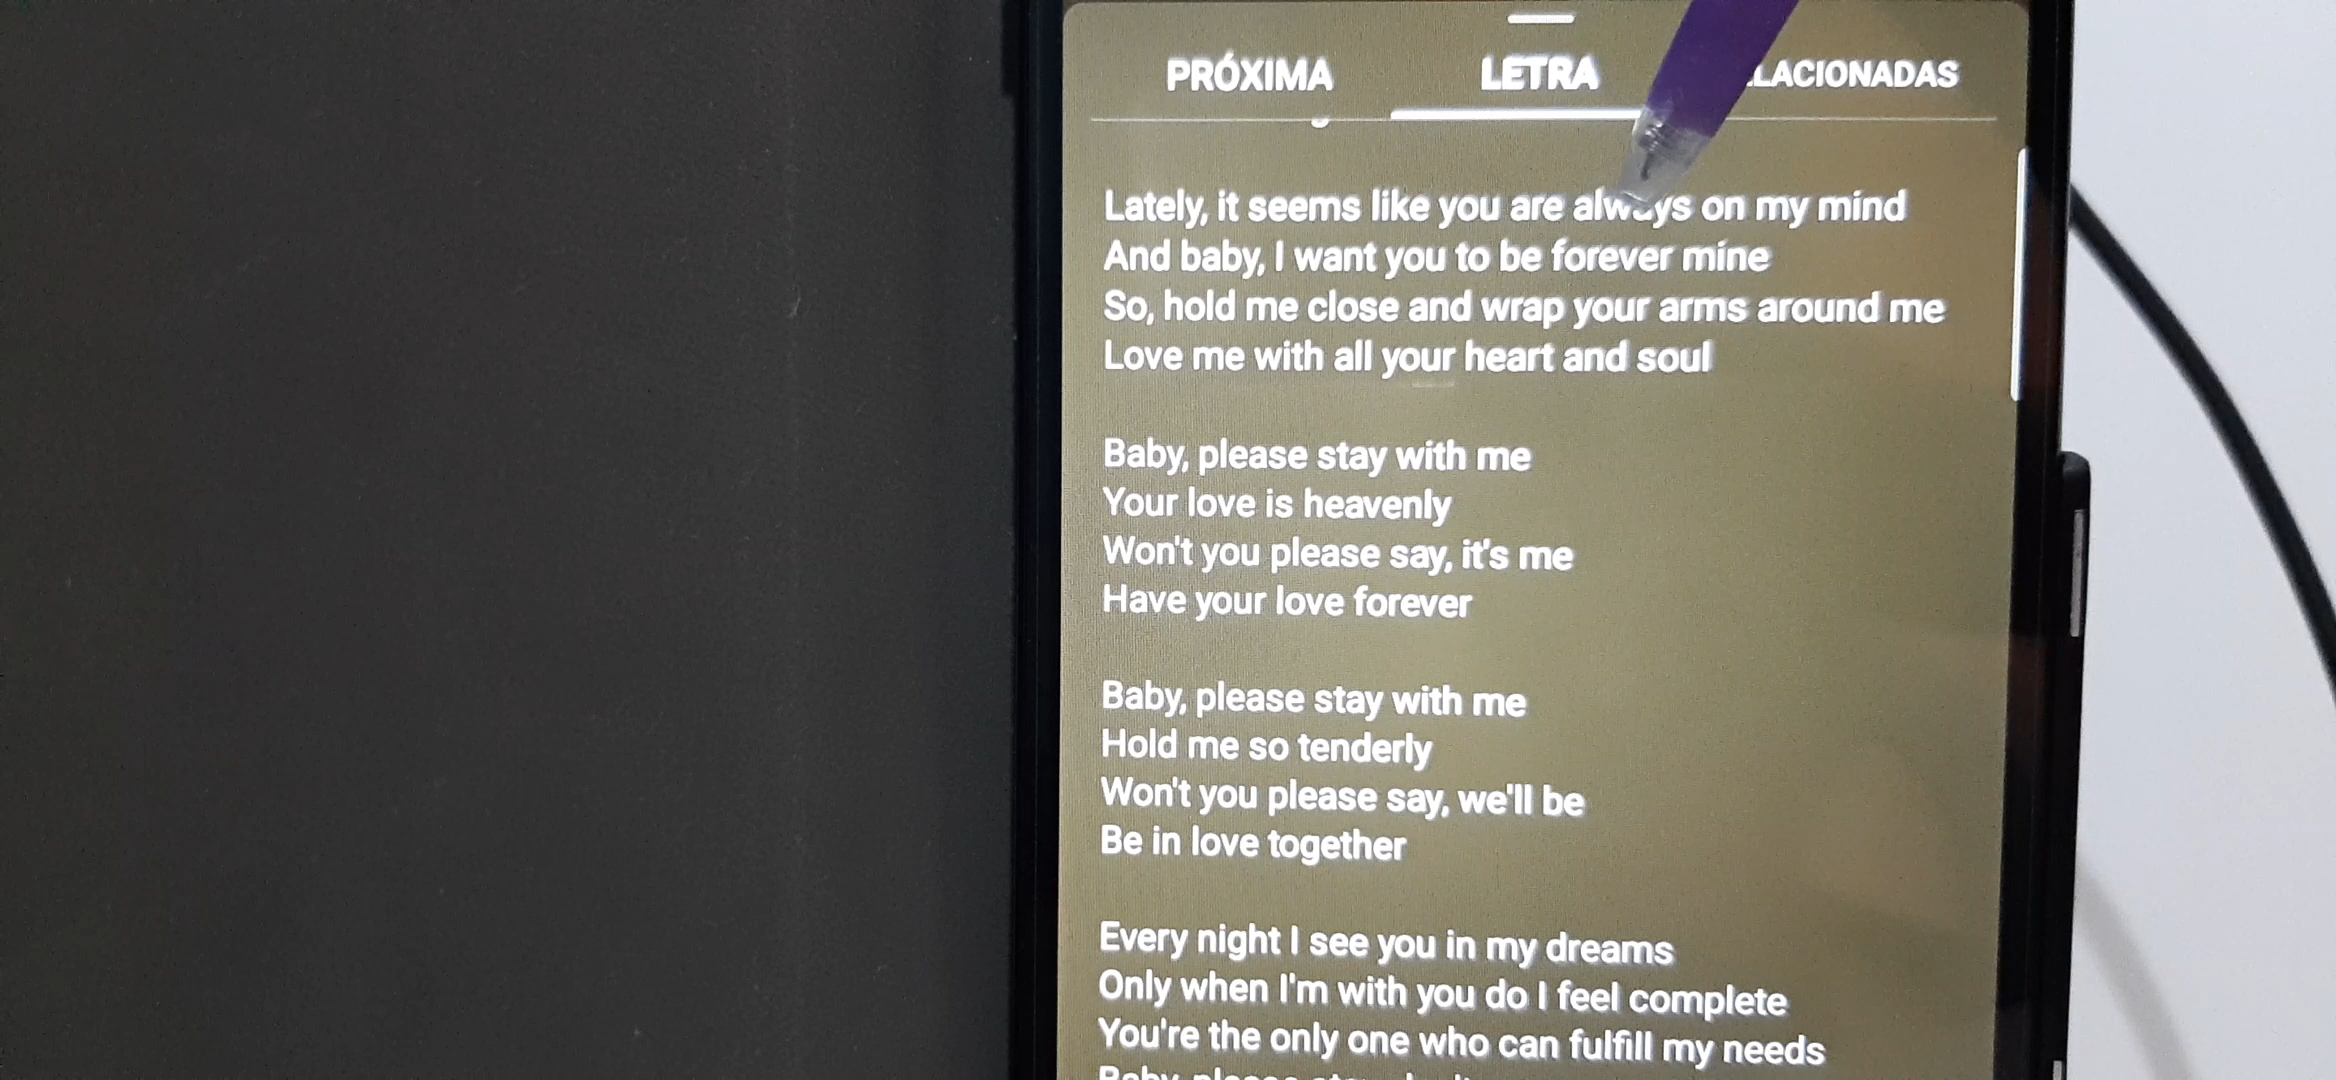 PRÓXIMA LETRA LACIONADAS
Lately, it seems like you are always on my mind
And baby, I want you to be forever mine
So, hold me close and wrap your arms around me
Love me with all your heart and soul
Baby, please stay with me
Your love is heavenly
Won't you please say, it's me
Have your love forever
Baby, please stay with me
Hold me so tenderly
Won't you please say, we'll be
Be in love together
Every night I see you in my dreams
Only when I'm with you do I feel complete
You're the only one who can fulfill my needs
Baby, please